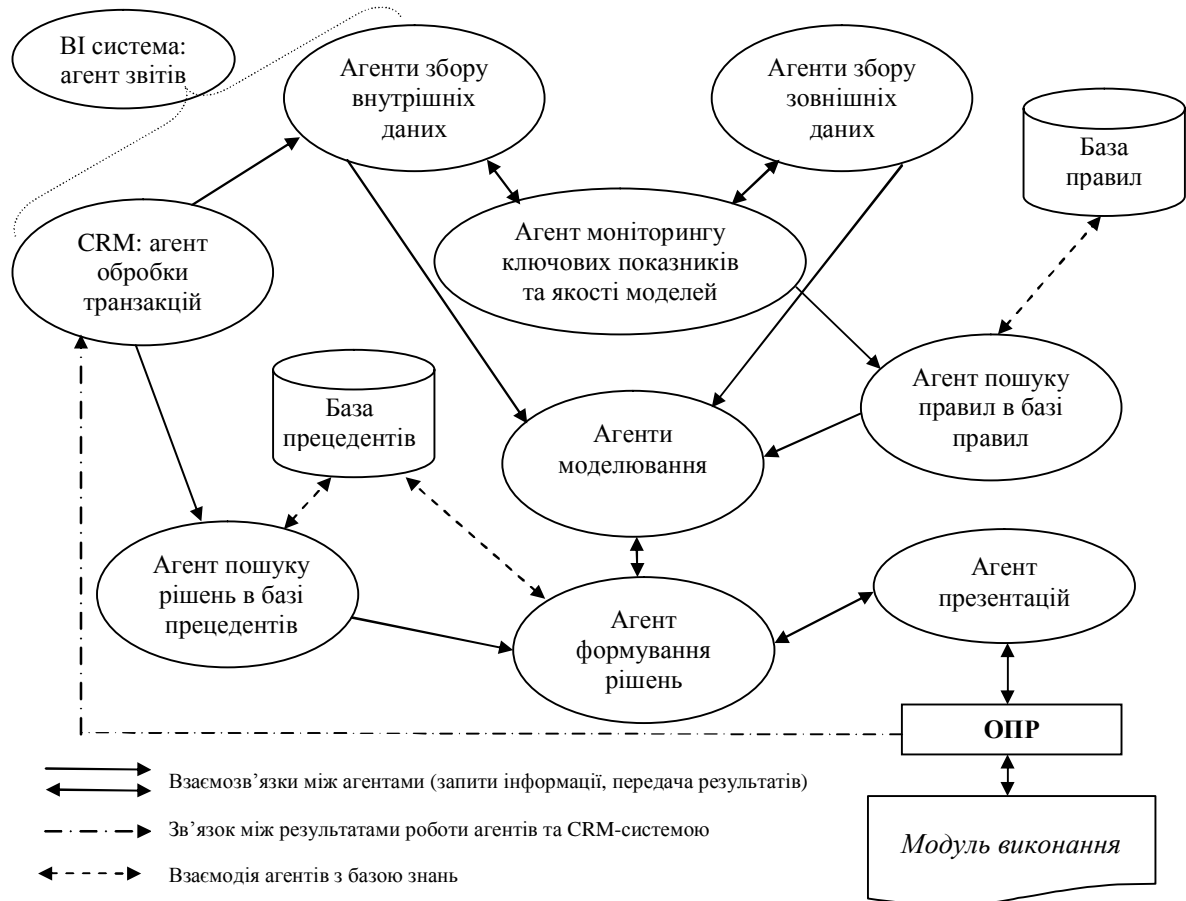 BI система:
агент звітів
Агенти збору
внутрішніх
даних
Агенти збору
зовнішніх
даних
База
правил
CRM: агент
обробки
транзакцій
Агент моніторингу
ключових показників
та якості моделей
База
прецедентів
Агенти
моделювання
Агент пошуку
правил в базі
правил
Агент пошуку
рішень в базі
прецедентів
Агент
формування
рішень
Агент
презентацій
ОПР
Модуль виконання
Взаємозв’язки між агентами (запити інформації, передача результатів)
Зв’язок між результатами роботи агентів та CRM-системою
Взаємодія агентів з базою знань